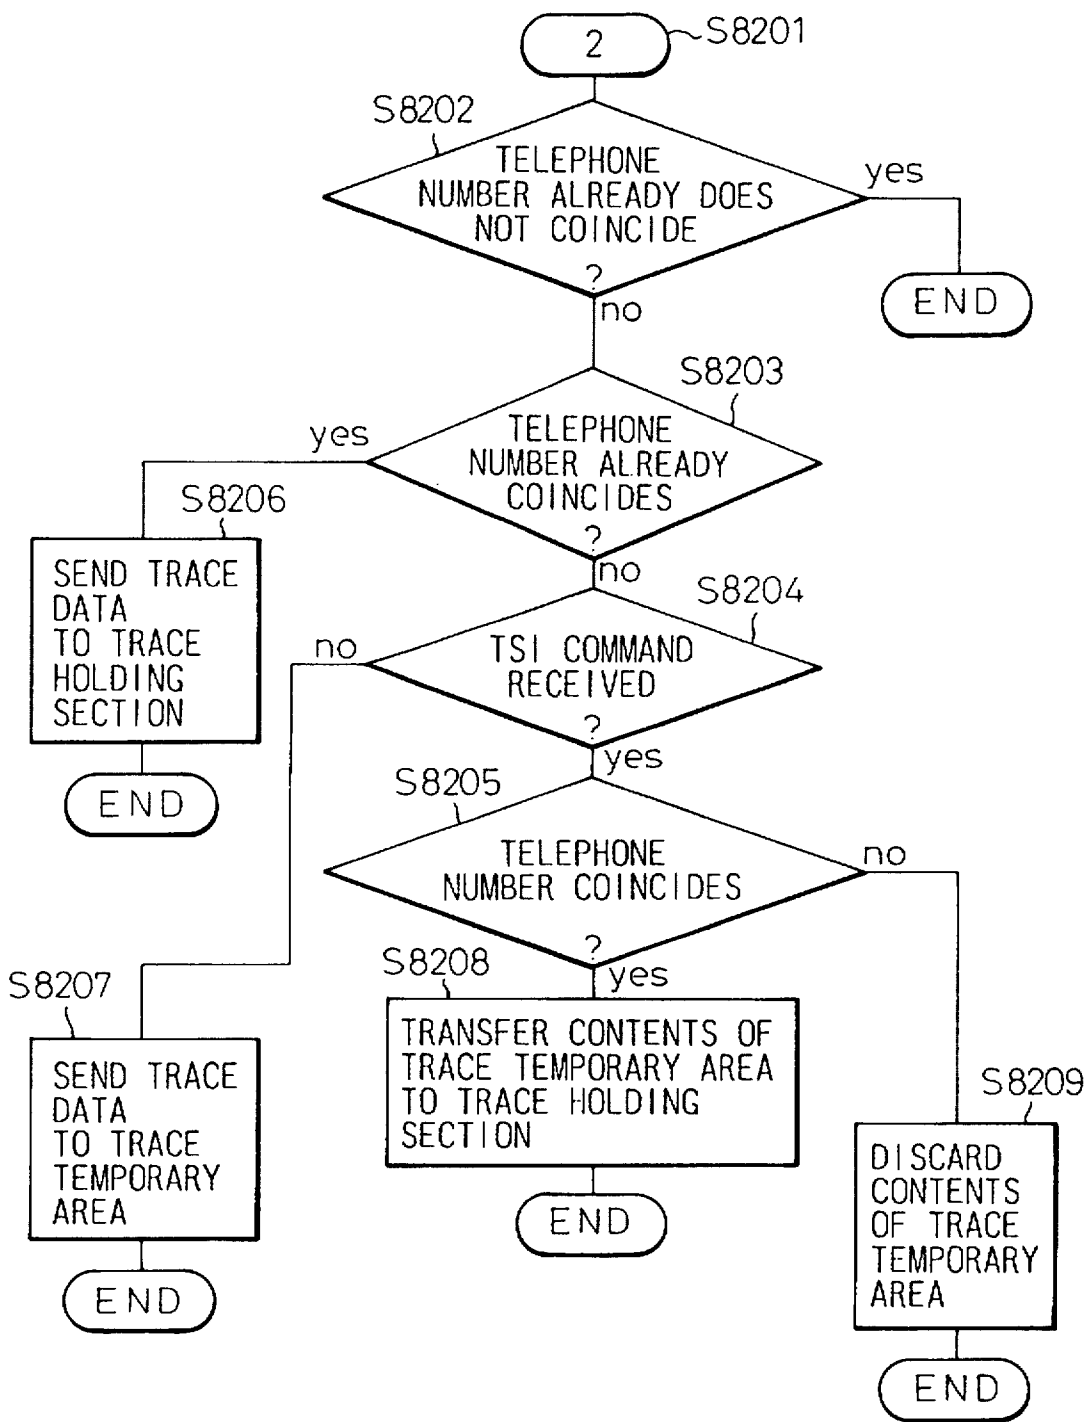 2
S8201
S8202
TELEPHONE
NUMBER ALREADY DOES
NOT COINCIDE
?
yes
END
no
S8203
TELEPHONE
NUMBER ALREADY
COINCIDES
?
yes
S8206
SEND TRACE
DATA
TO TRACE
HOLDING
SECTION
END
no
S8204
TSI COMMAND
RECEIVED
?
no
yes
S8205
TELEPHONE
NUMBER COINCIDES
?
no
S8207
SEND TRACE
DATA
TO TRACE
TEMPORARY
AREA
END
S8208
yes
TRANSFER CONTENTS OF
TRACE TEMPORARY AREA
TO TRACE HOLDING
SECTION
END
S8209
DISCARD
CONTENTS
OF TRACE
TEMPORARY
AREA
END